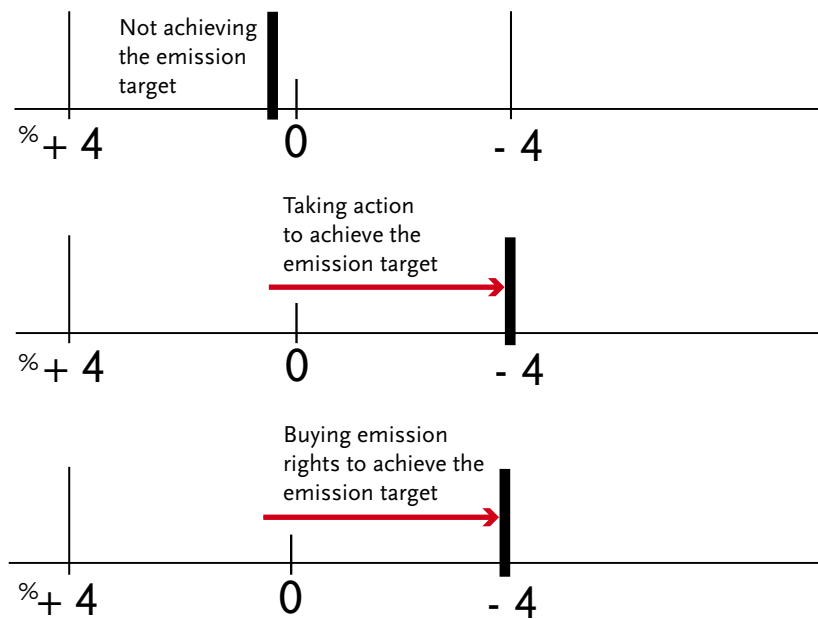 Not achieving
the emission
target
% + 4 0 - 4
Taking action
to achieve the
emission target
% + 4 0 - 4
Buying emission
rights to achieve the
emission target
% + 4 0 - 4